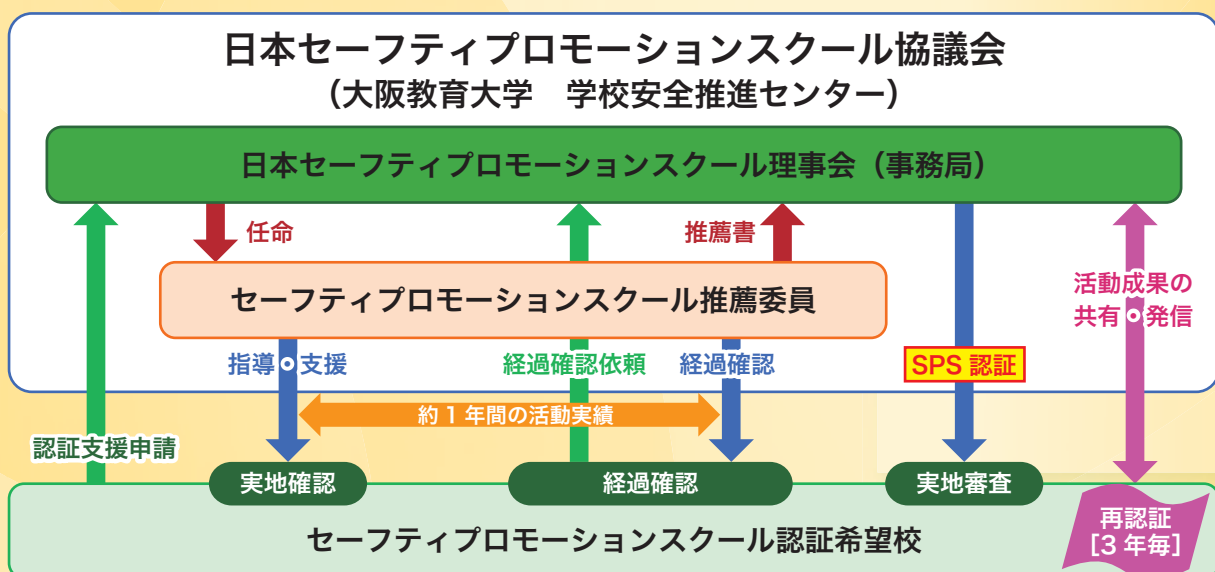 日本セーフティプロモーションスクール協議会
（大阪教育大学　学校安全推進センター）
日本セーフティプロモーションスクール理事会（事務局）
任命
推薦書
セーフティプロモーションスクール推薦委員
活動成果の
共有・発信
指導・支援
経過確認依頼
経過確認
SPS 認証
約 1 年間の活動実績
認証支援申請
実地確認
経過確認
実地審査
セーフティプロモーションスクール認証希望校
再認証
［3 年毎］